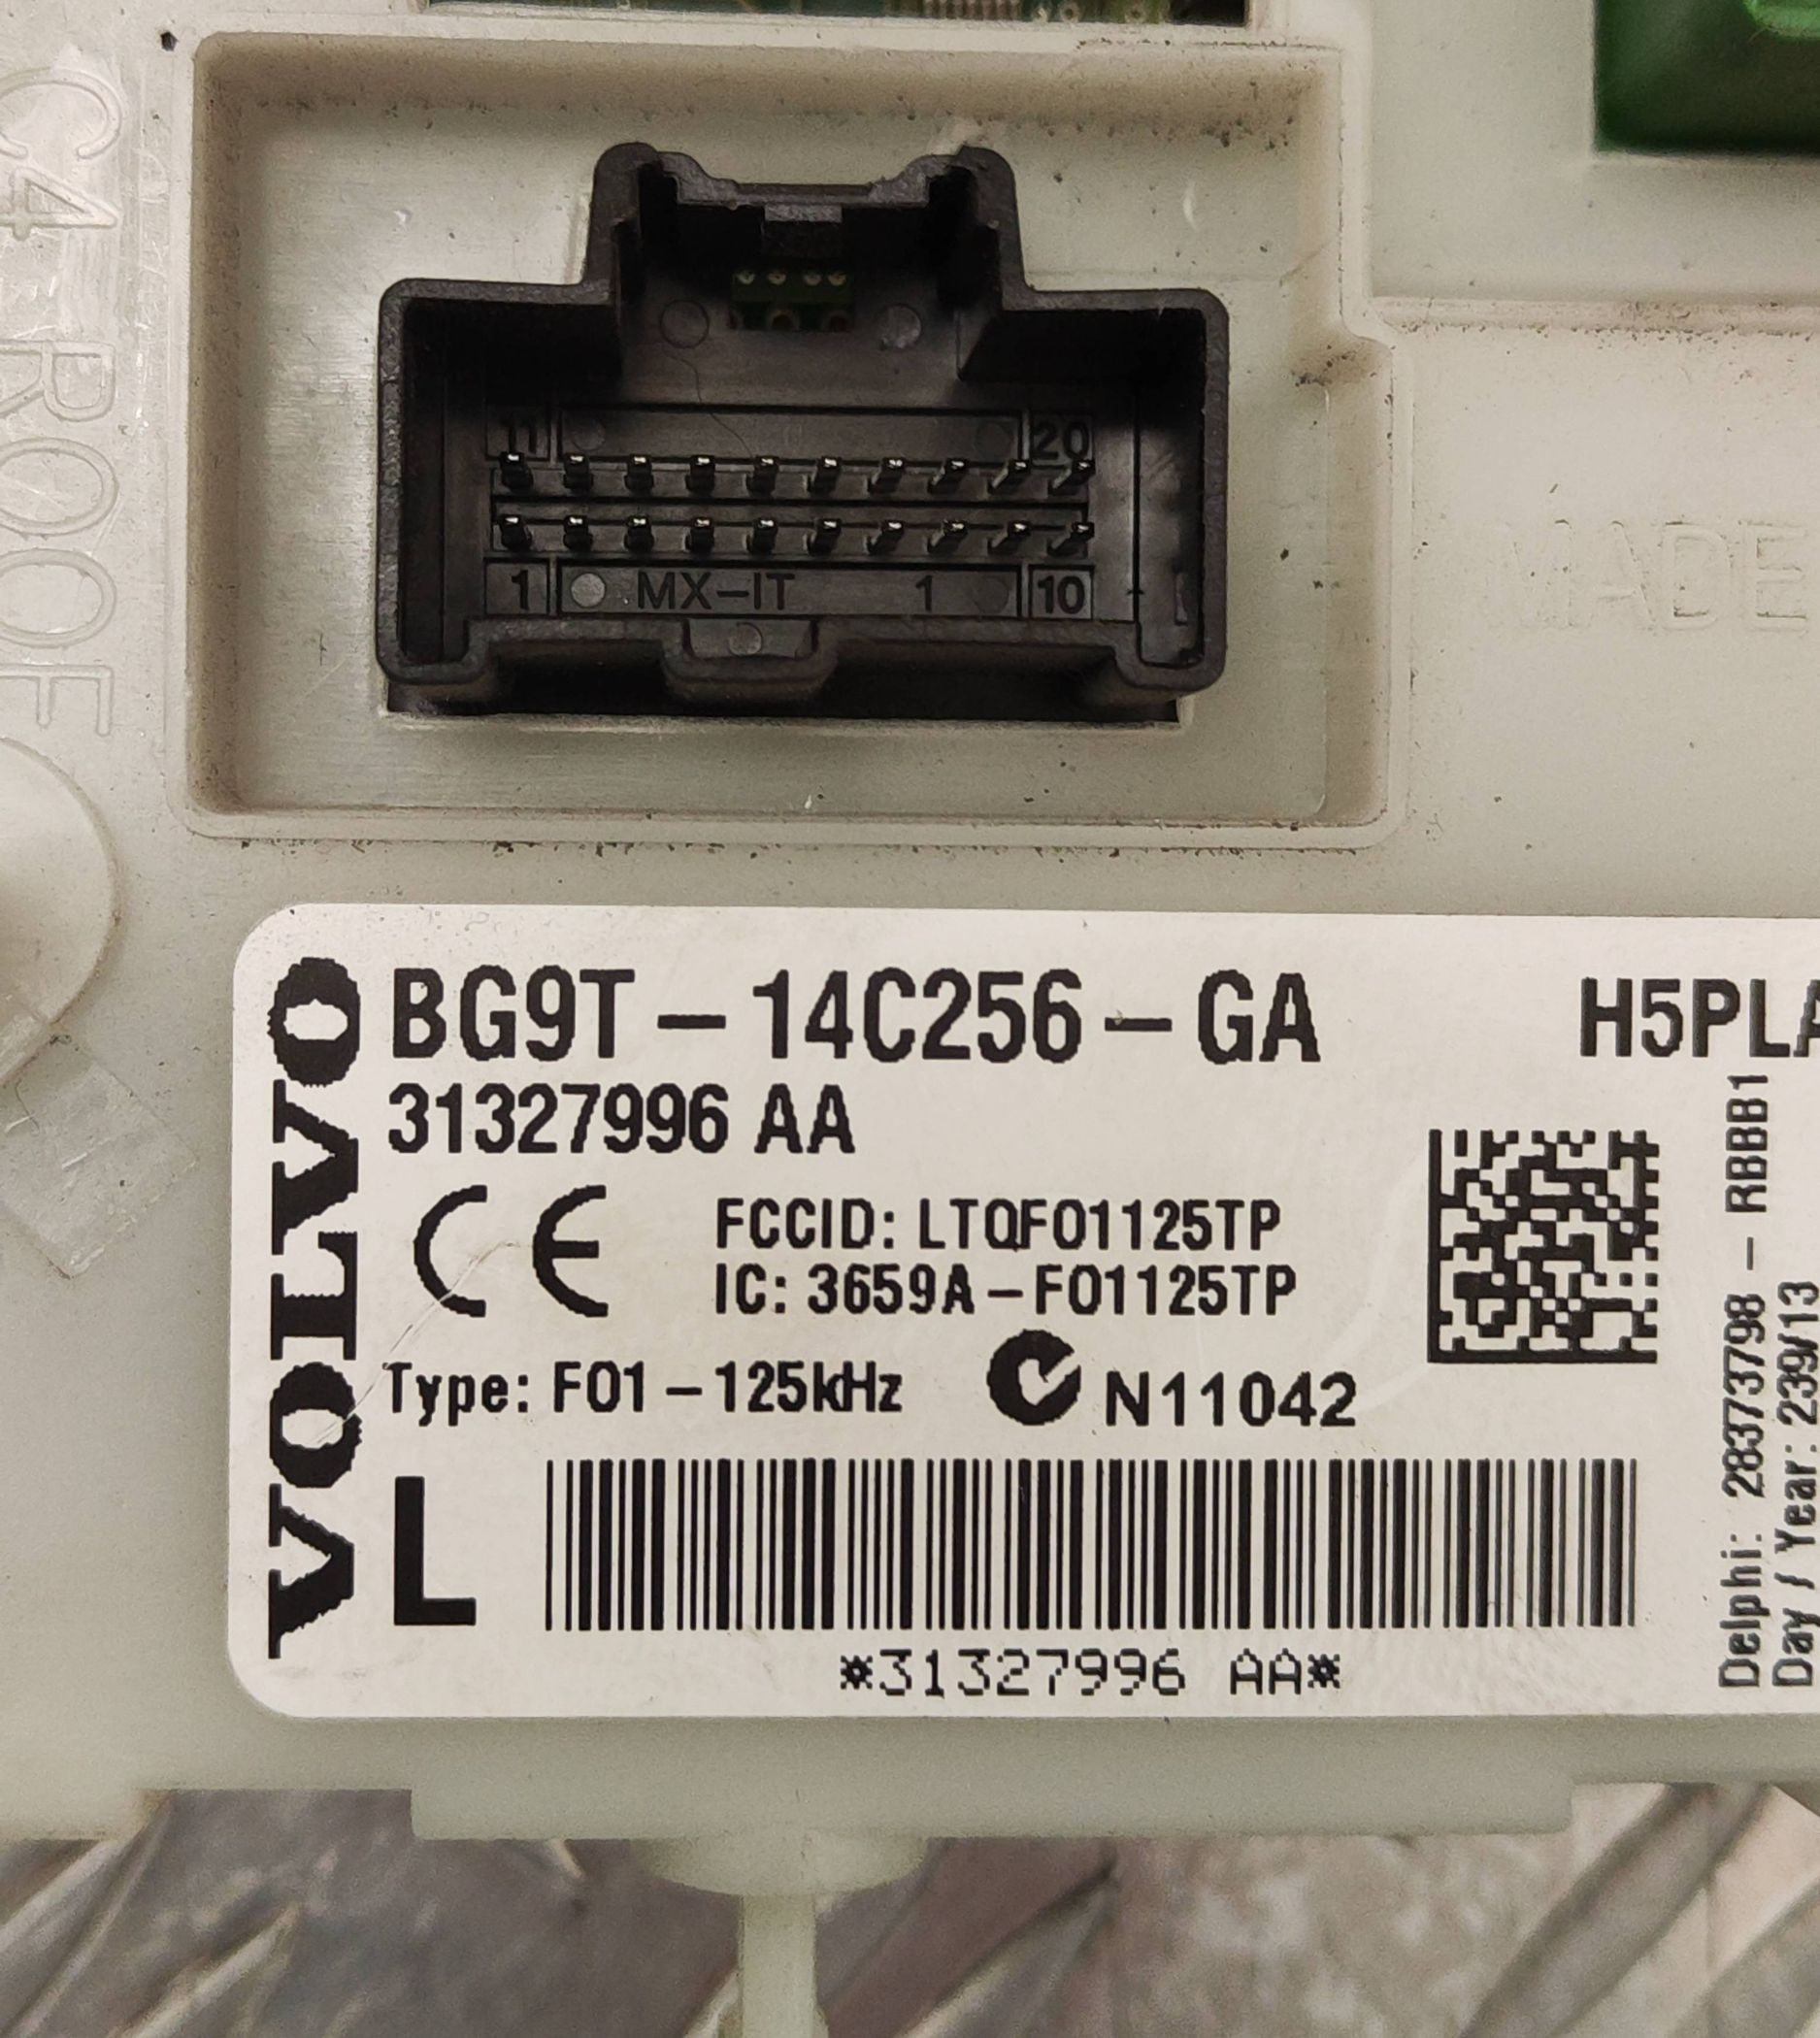 C4 ROOF
11 20
1 MX-IT 1 10
MADE
VOLVO
BG9T-14C256-GA H5PLA
31327996 AA
CE FCCID: LTQF01125TP
IC: 3659A-F01125TP
Type: F01-125kHz N11042
L
*31327996 AA*
Delphi: 28373798 - RBBB1
Day / Year: 239/13